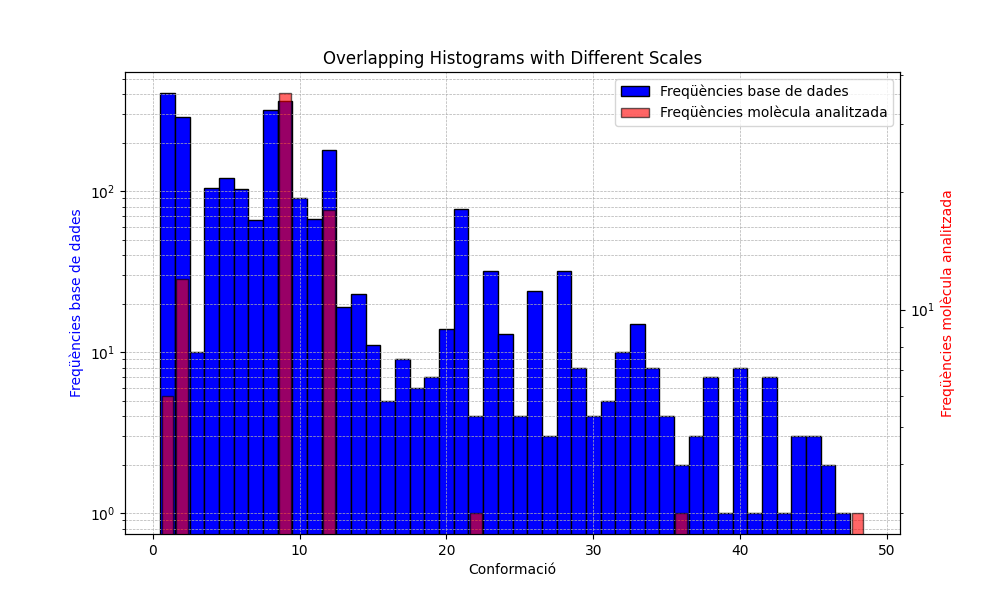 Overlapping Histograms with Different Scales
Freqüències base de dades
Freqüències molècula analitzada
Freqüències base de dades
10²
10¹
10⁰
10¹
Freqüències molècula analitzada
0 10 20 30 40 50
Conformació